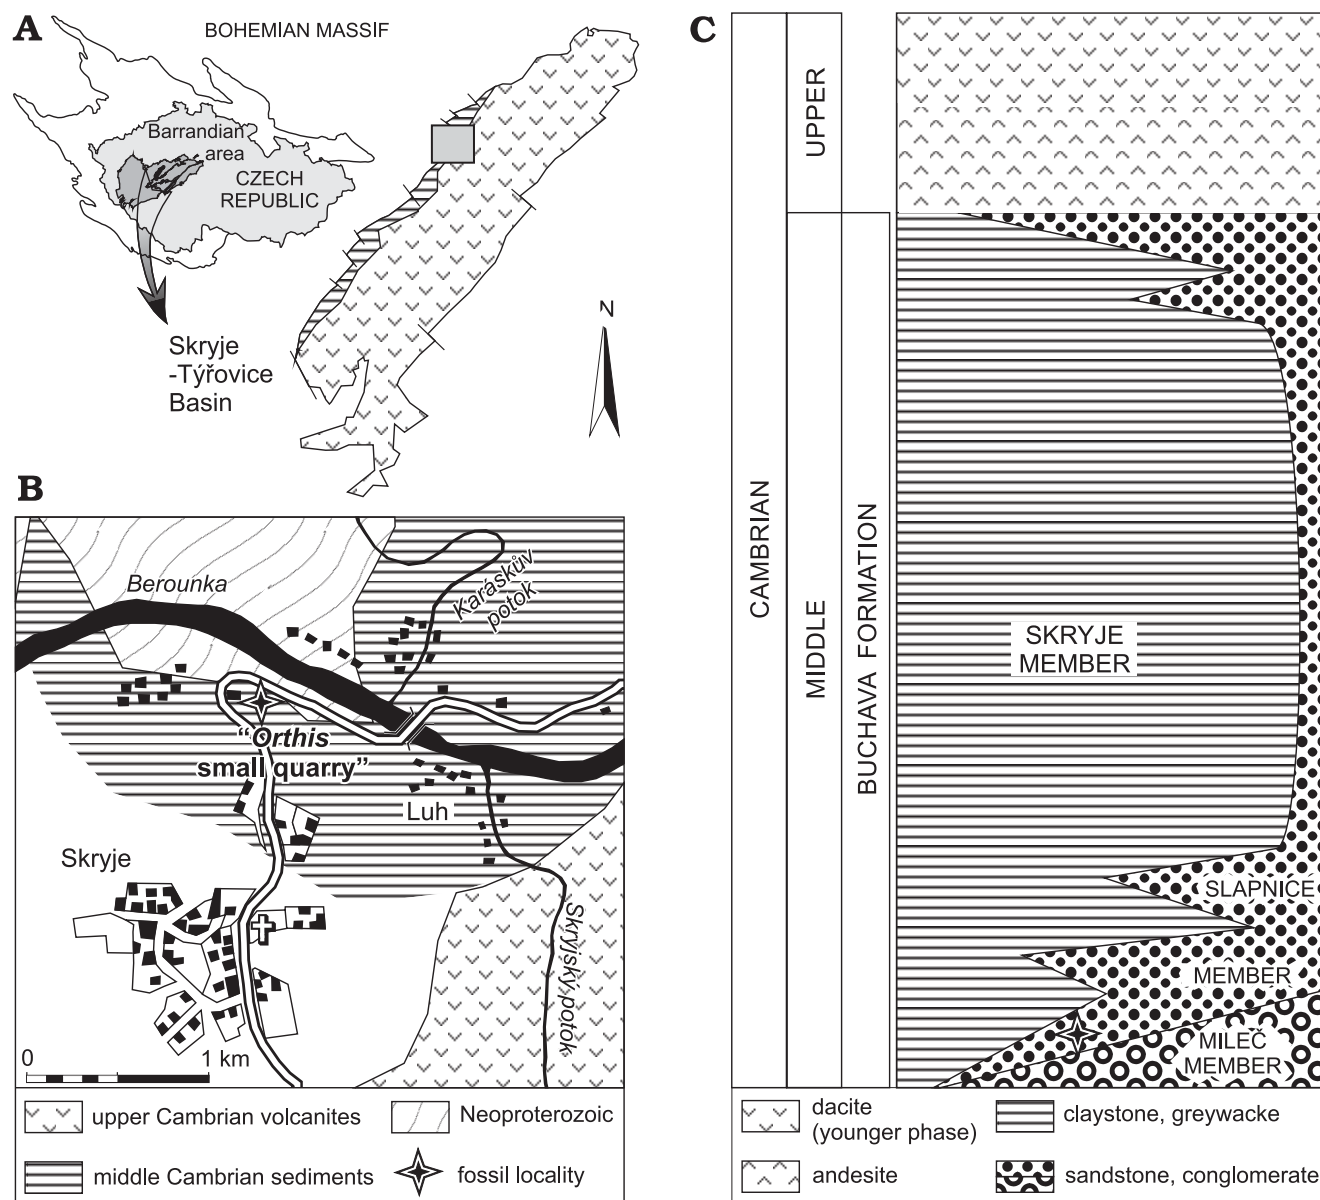 A
BOHEMIAN MASSIF
Barrandian
area
CZECH
REPUBLIC
Skryje
-Týřovice
Basin
N
B
Berounka
Karáskův
potok
“Orthis
small quarry”
Luh
Skryje
Skryjský potok
0
1 km
upper Cambrian volcanites
Neoproterozoic
middle Cambrian sediments
fossil locality
C
CAMBRIAN
UPPER
MIDDLE
BUCHAVA FORMATION
SKRYJE
MEMBER
SLAPNICE
MEMBER
MILEČ
MEMBER
dacite
(younger phase)
claystone, greywacke
andesite
sandstone, conglomerate